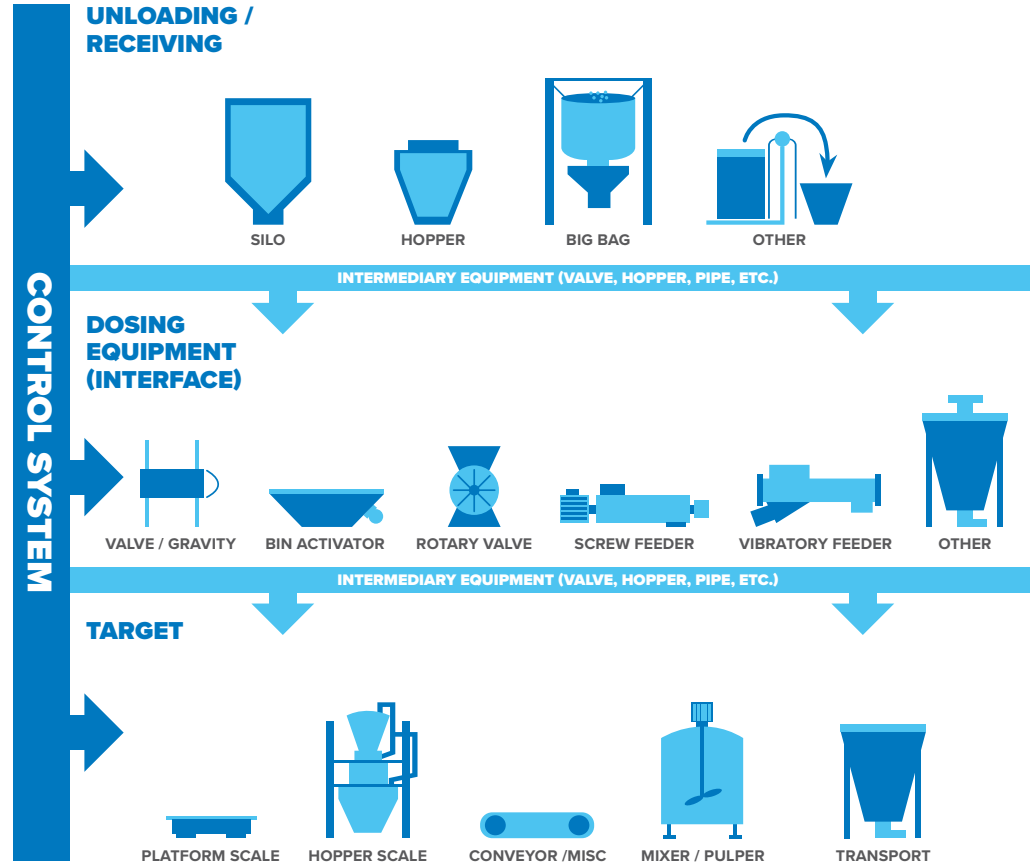 CONTROL SYSTEM
UNLOADING /
RECEIVING
SILO
HOPPER
BIG BAG
OTHER
INTERMEDIARY EQUIPMENT (VALVE, HOPPER, PIPE, ETC.)
DOSING
EQUIPMENT
(INTERFACE)
VALVE / GRAVITY
BIN ACTIVATOR
ROTARY VALVE
SCREW FEEDER
VIBRATORY FEEDER
OTHER
INTERMEDIARY EQUIPMENT (VALVE, HOPPER, PIPE, ETC.)
TARGET
PLATFORM SCALE
HOPPER SCALE
CONVEYOR /MISC
MIXER / PULPER
TRANSPORT